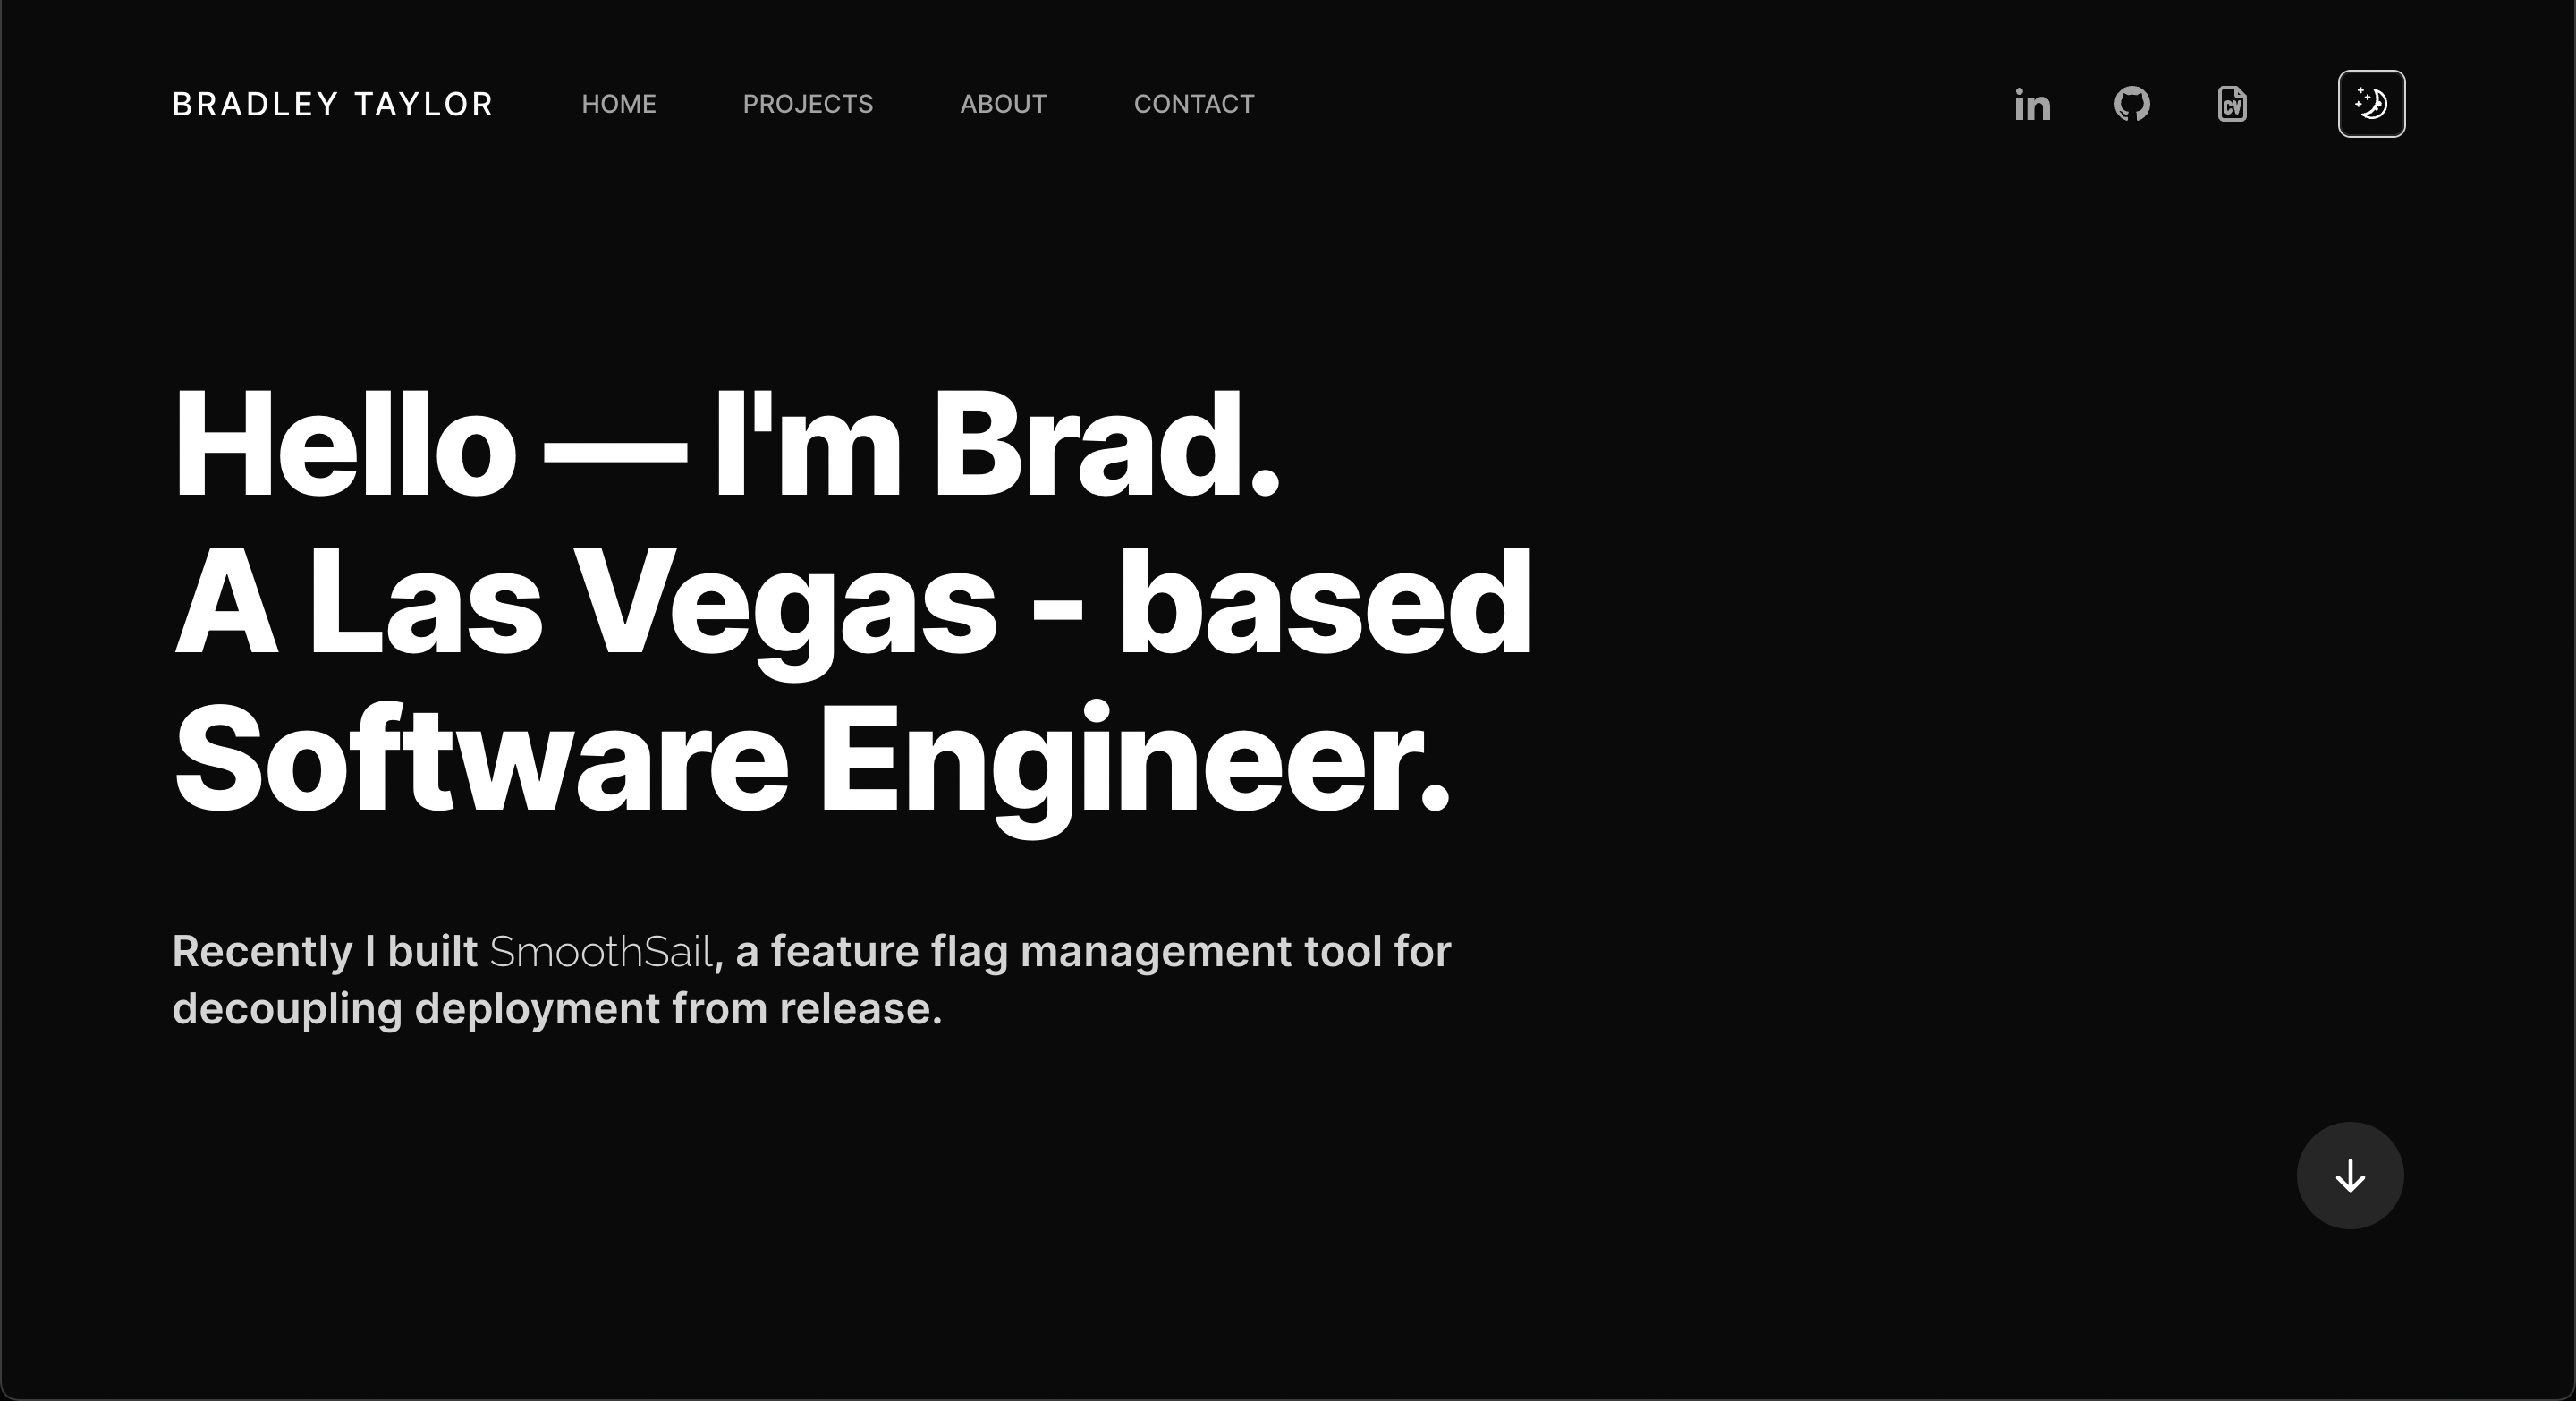 BRADLEY TAYLOR HOME PROJECTS ABOUT CONTACT in CV
Hello — I'm Brad.
A Las Vegas - based
Software Engineer.
Recently I built SmoothSail, a feature flag management tool for
decoupling deployment from release.